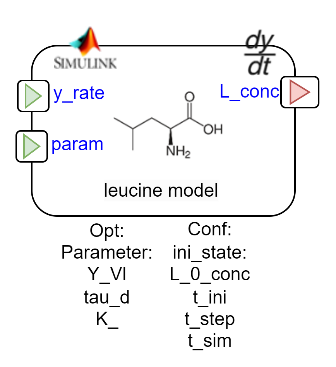 SIMULINK
dy
dt
y_rate
L_conc
param
O
OH
NH₂
leucine model
Opt:
Parameter:
Y_VI
tau_d
K_
Conf:
ini_state:
L_0_conc
t_ini
t_step
t_sim